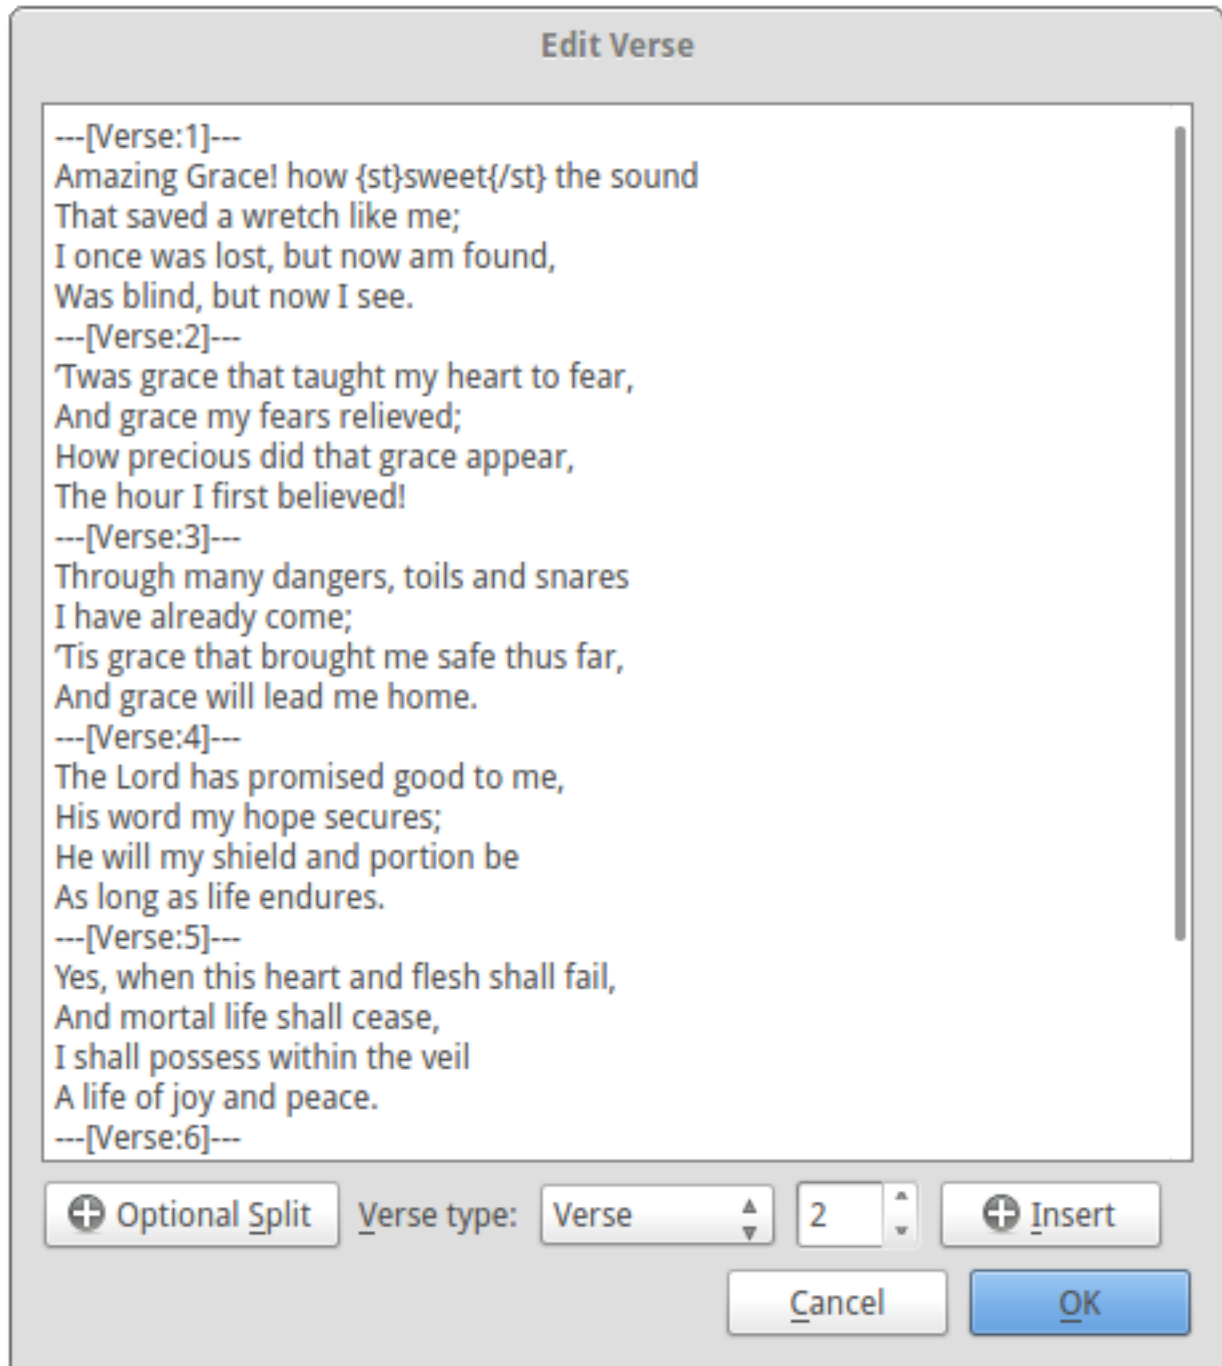 Edit Verse
---[Verse:1]---
Amazing Grace! how {st}sweet{/st} the sound
That saved a wretch like me;
I once was lost, but now am found,
Was blind, but now I see.
---[Verse:2]---
’Twas grace that taught my heart to fear,
And grace my fears relieved;
How precious did that grace appear,
The hour I first believed!
---[Verse:3]---
Through many dangers, toils and snares
I have already come;
’Tis grace that brought me safe thus far,
And grace will lead me home.
---[Verse:4]---
The Lord has promised good to me,
His word my hope secures;
He will my shield and portion be
As long as life endures.
---[Verse:5]---
Yes, when this heart and flesh shall fail,
And mortal life shall cease,
I shall possess within the veil
A life of joy and peace.
---[Verse:6]---
Optional Split Verse type: Verse 2 Insert
Cancel OK